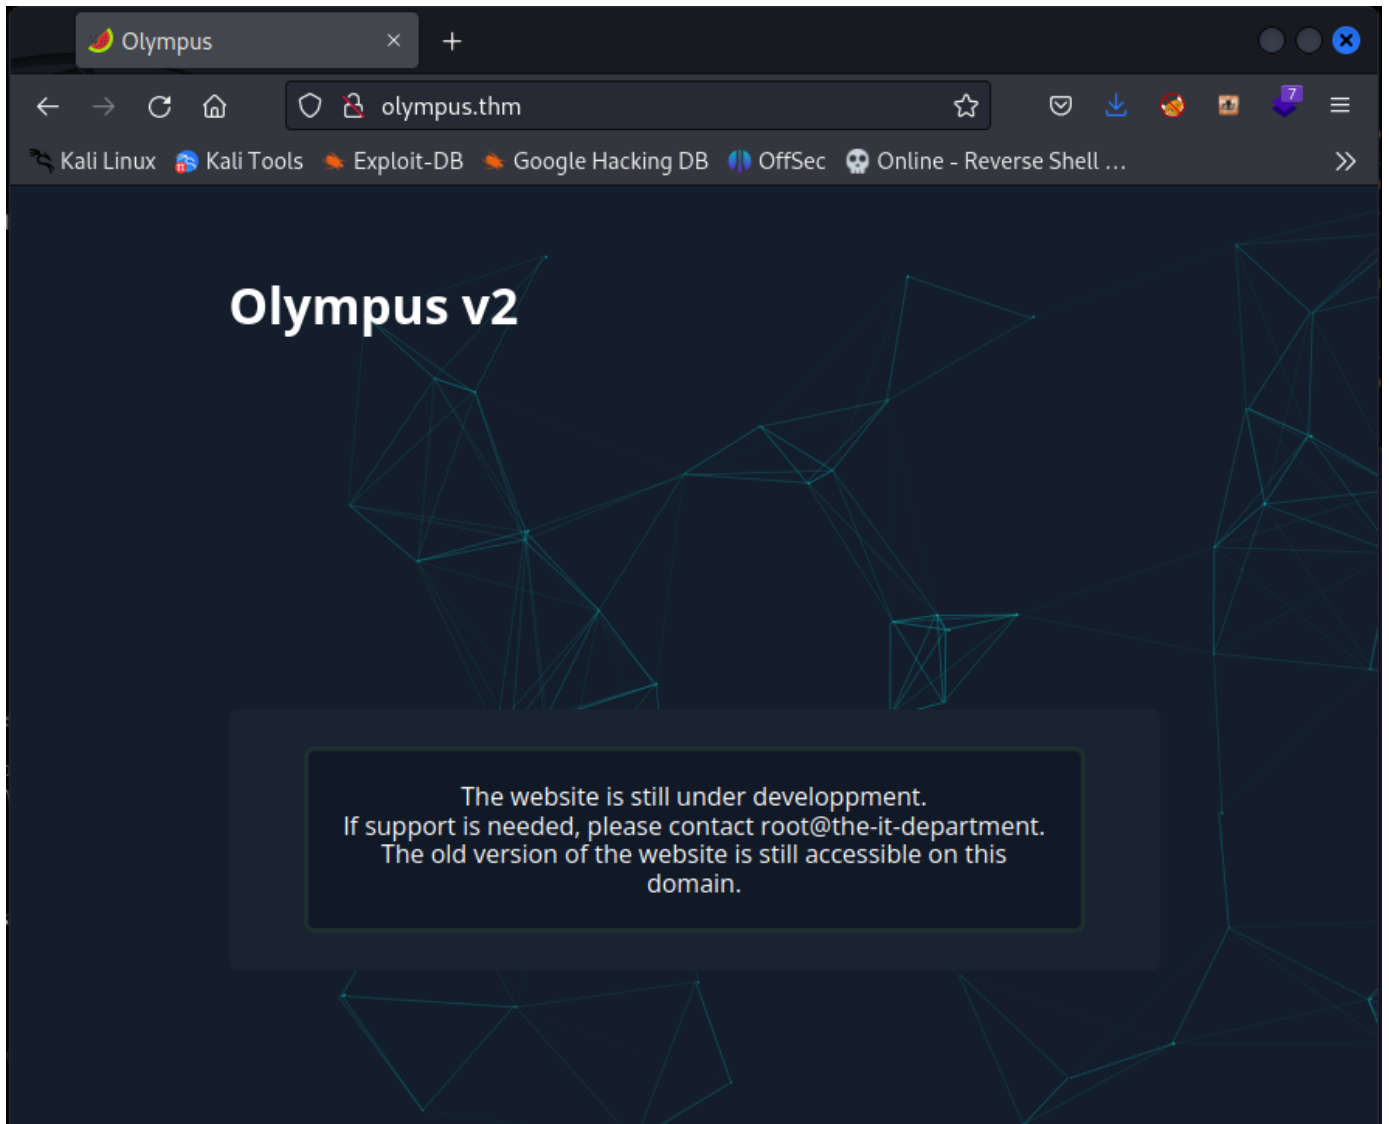 Olympus
olympus.thm
7
Kali Linux Kali Tools Exploit-DB Google Hacking DB OffSec Online - Reverse Shell ...
Olympus v2
The website is still under developpment.
If support is needed, please contact root@the-it-department.
The old version of the website is still accessible on this
domain.